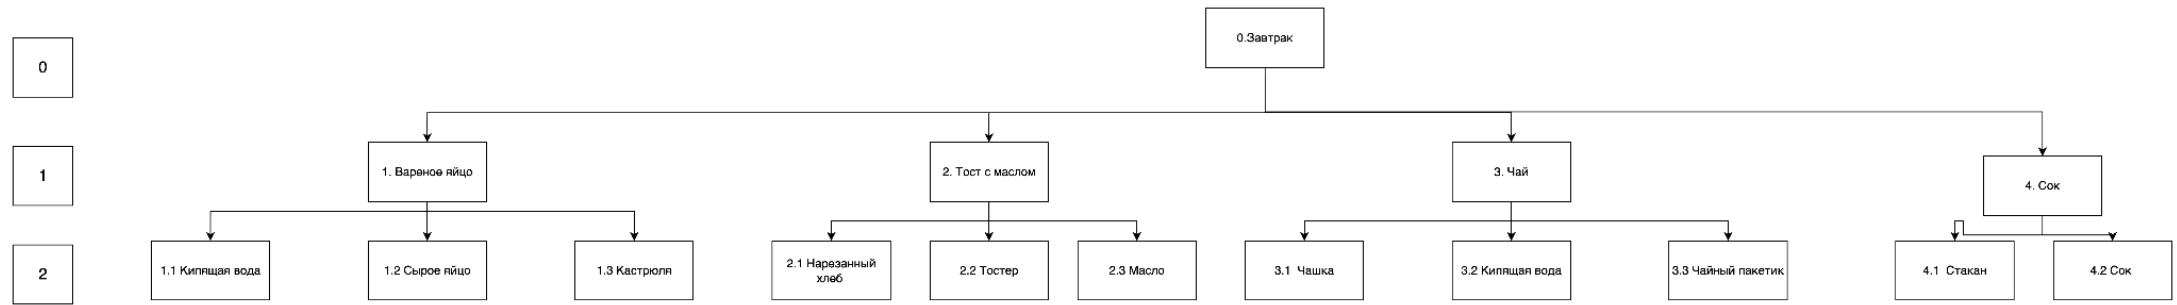 0.Завтрак
0
1
1. Вареное яйцо
2. Тост с маслом
3. Чай
4. Сок
2
1.1 Кипящая вода
1.2 Сырое яйцо
1.3 Кастрюля
2.1 Нарезанный
хлеб
2.2 Тостер
2.3 Масло
3.1 Чашка
3.2 Кипящая вода
3.3 Чайный пакетик
4.1 Стакан
4.2 Сок